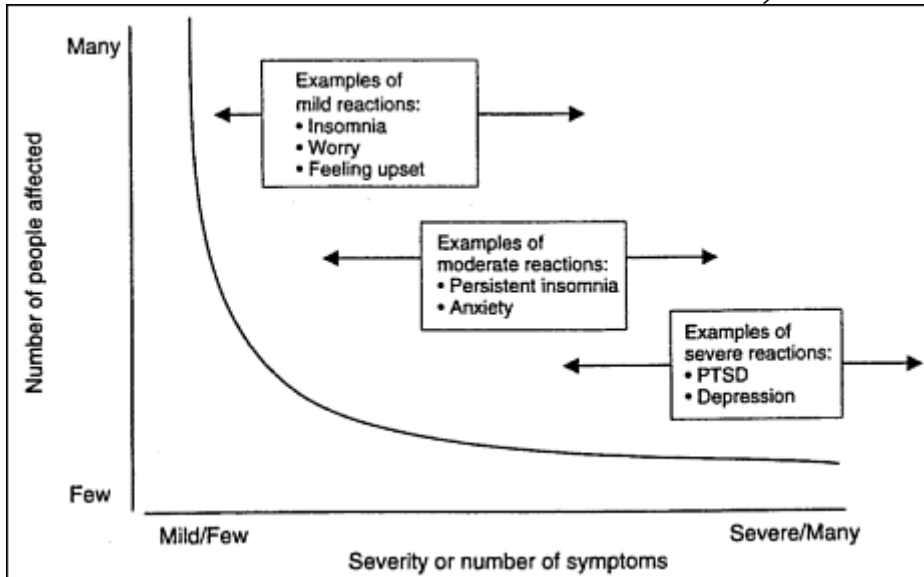 Many
Number of people affected
Few
Examples of
mild reactions:
• Insomnia
• Worry
• Feeling upset
Examples of
moderate reactions:
• Persistent insomnia
• Anxiety
Examples of
severe reactions:
• PTSD
• Depression
Mild/Few
Severe/Many
Severity or number of symptoms